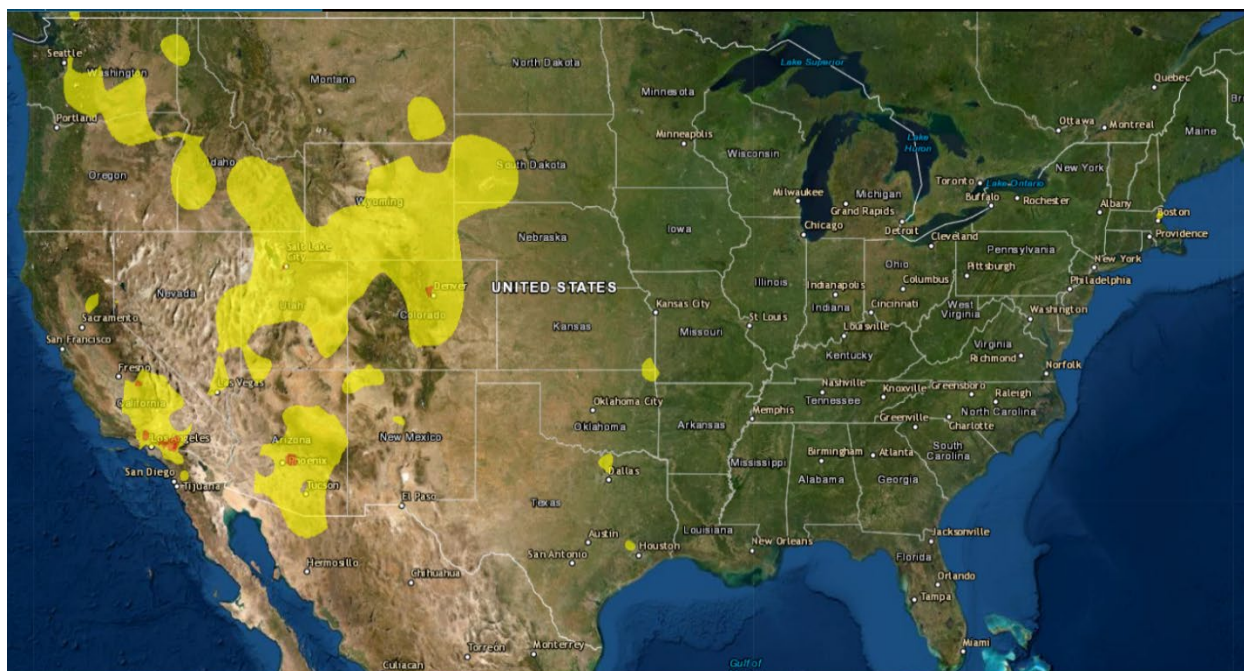 Seattle
Washington
Portland
Oregon
Idaho
Montana
North Dakota
South Dakota
Wyoming
Nebraska
Minnesota
Minneapolis
Wisconsin
Lake Superior
Lake
Huron
Quebec
Ottawa
Montreal
Maine
Toronto
Lake Ontario
New York
Buffalo
Rochester
Albany
Boston
Providence
Milwaukee
Michigan
Grand Rapids
Detroit
Chicago
Iowa
Cleveland
Pennsylvania
Pittsburgh
New York
Philadelphia
Salt Lake
City
Nevada
Utah
Denver
Colorado
UNITED STATES
Kansas City
Kansas
Missouri
St Louis
Illinois
Indianapolis
Indiana
Ohio
Columbus
Cincinnati
Louisville
Kentucky
West
Virginia
Washington
Virginia
Richmond
Norfolk
Sacramento
San Francisco
Fresno
California
Las Vegas
Los Angeles
San Diego
Tijuana
Arizona
Phoenix
Tucson
New Mexico
El Paso
Oklahoma City
Oklahoma
Arkansas
Memphis
Nashville
Tennessee
Knoxville
Greensboro
Raleigh
North Carolina
Charlotte
Greenville
South
Carolina
Atlanta
Georgia
Birmingham
Alabama
Mississippi
Dallas
Texas
Austin
San Antonio
Houston
Louisiana
New Orleans
Jacksonville
Florida
Orlando
Tampa
Miami
Hermosillo
Chihuahua
Torreón
Monterrey
Culiacan
Gulf of